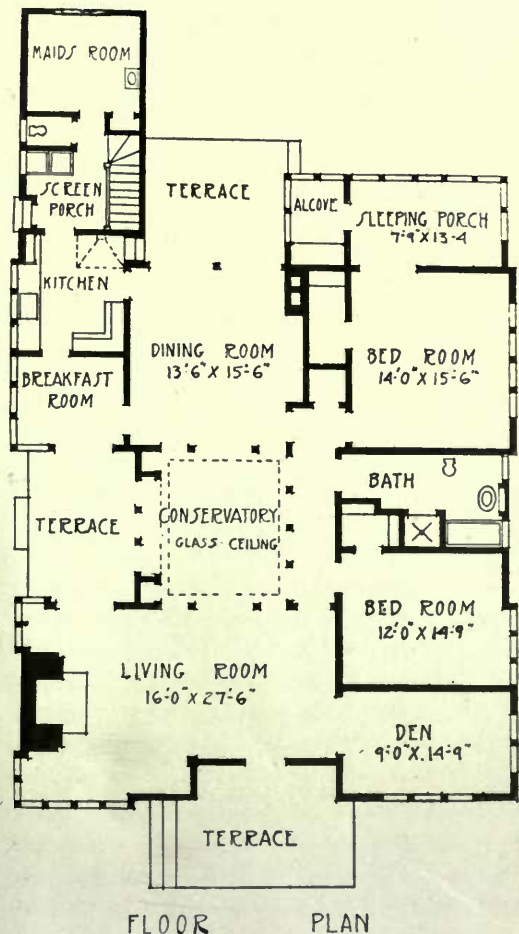 MAIDS ROOM
SCREEN
PORCH
TERRACE
ALCOVE
SLEEPING PORCH
7'-9" X 13-4
KITCHEN
DINING ROOM
13'6" X 15'-6"
BED ROOM
14'-0" X 15'-6"
BREAKFAST
ROOM
BATH
TERRACE
CONSERVATORY
GLASS CEILING
BED ROOM
12'-0" X 14'-9"
LIVING ROOM
16'-0" X 27'-6"
DEN
9'-0" X 14'-9"
TERRACE
FLOOR PLAN